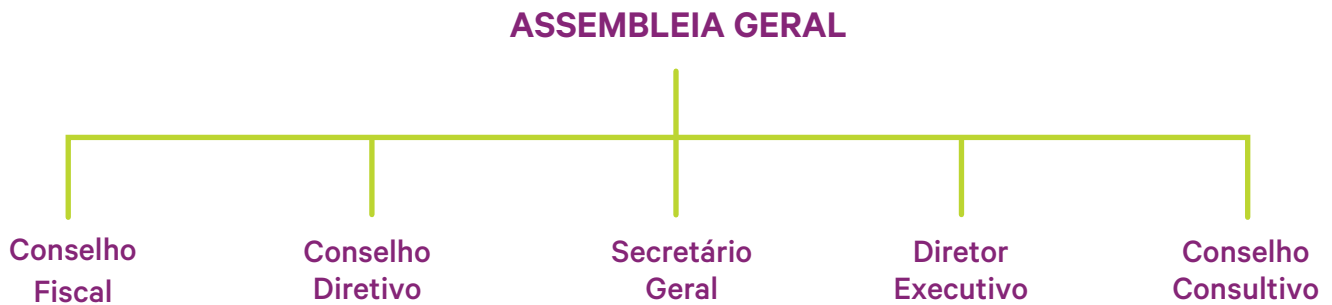 ASSEMBLEIA GERAL
Conselho
Fiscal
Conselho
Diretivo
Secretário
Geral
Diretor
Executivo
Conselho
Consultivo